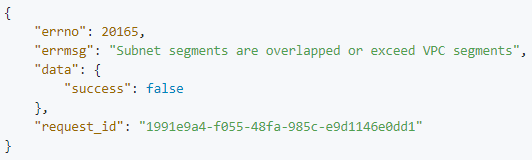 {
    "errno": 20165,
    "errmsg": "Subnet segments are overlapped or exceed VPC segments",
    "data": {
        "success": false
    },
    "request_id": "1991e9a4-f055-48fa-985c-e9d1146e0dd1"
}